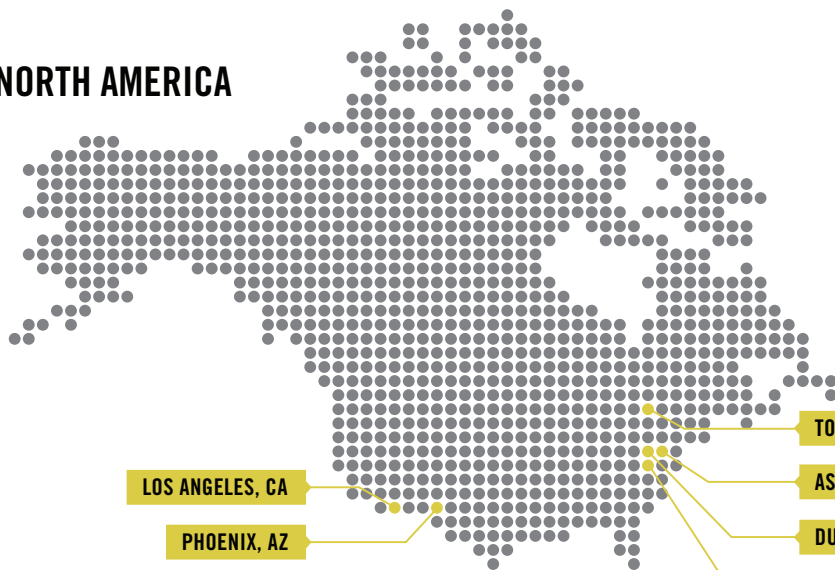 NORTH AMERICA
TO
LOS ANGELES, CA
AS
PHOENIX, AZ
DU